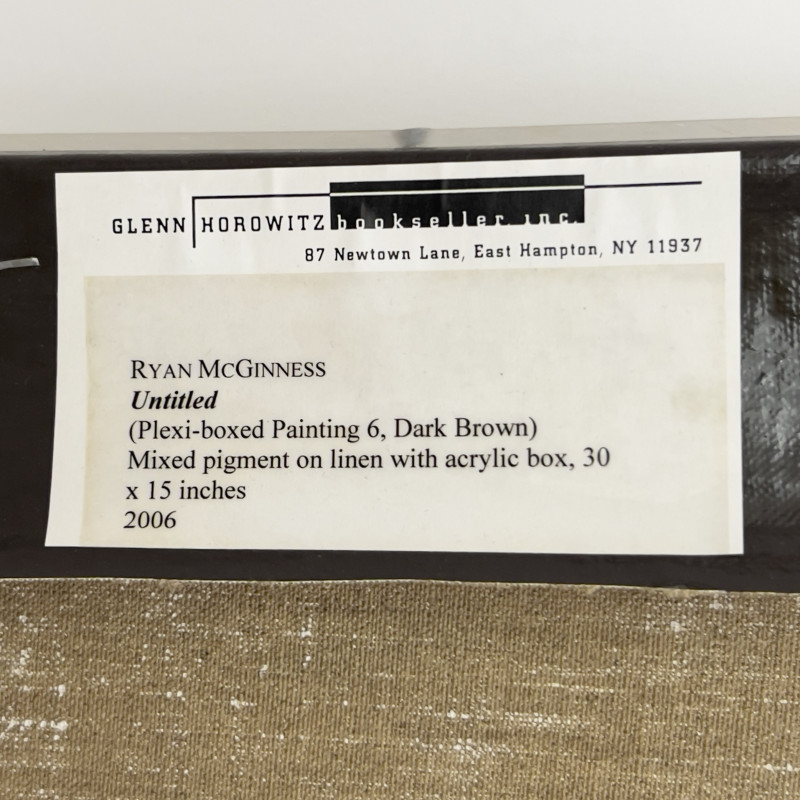 GLENN HOROWITZ bookseller, inc.
87 Newtown Lane, East Hampton, NY 11937
RYAN MCGINNESS
Untitled
(Plexi-boxed Painting 6, Dark Brown)
Mixed pigment on linen with acrylic box, 30
x 15 inches
2006